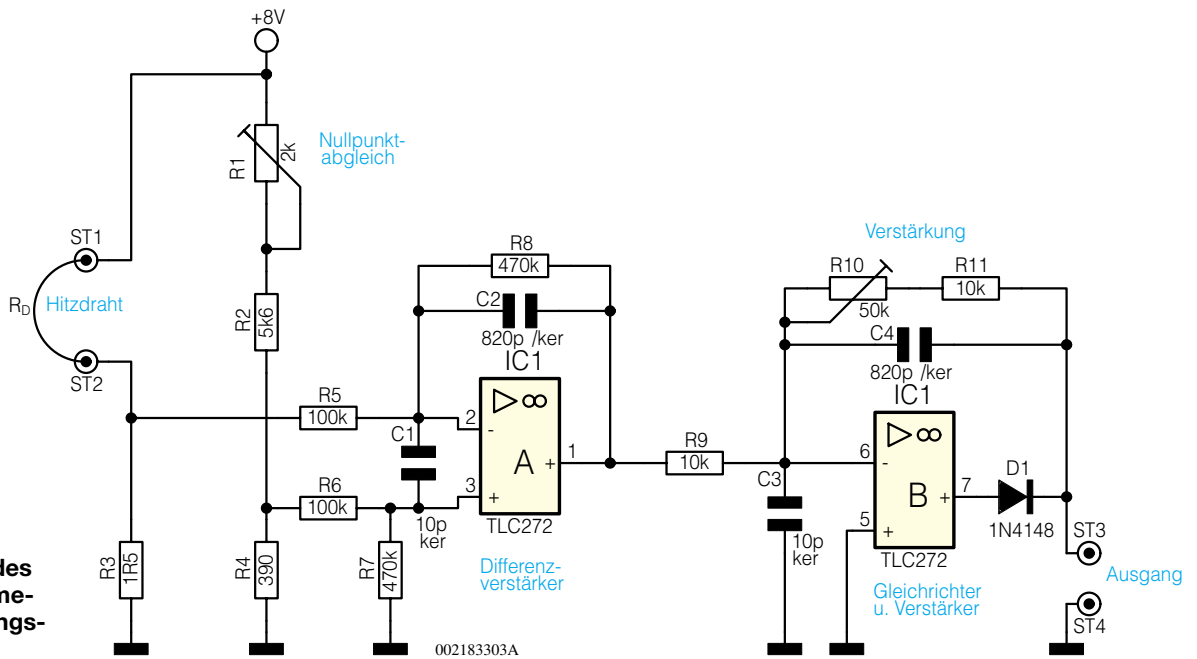 +8V
R1
2k
Nullpunkt-
abgleich
ST1
RD
Hitzdraht
ST2
R2
5k6
R8
470k
C2
820p /ker
IC1
R5
100k
C1
2
-
A
+
1
3
+
R6
100k
10p
ker
TLC272
Differenz-
verstärker
R3
1R5
R4
390
R7
470k
R9
10k
Verstärkung
R10
50k
R11
10k
C4
820p /ker
IC1
6
-
B
+
7
5
+
TLC272
C3
10p
ker
D1
1N4148
ST3
Ausgang
ST4
Gleichrichter
u. Verstärker
des
me-
ngs-
002183303A